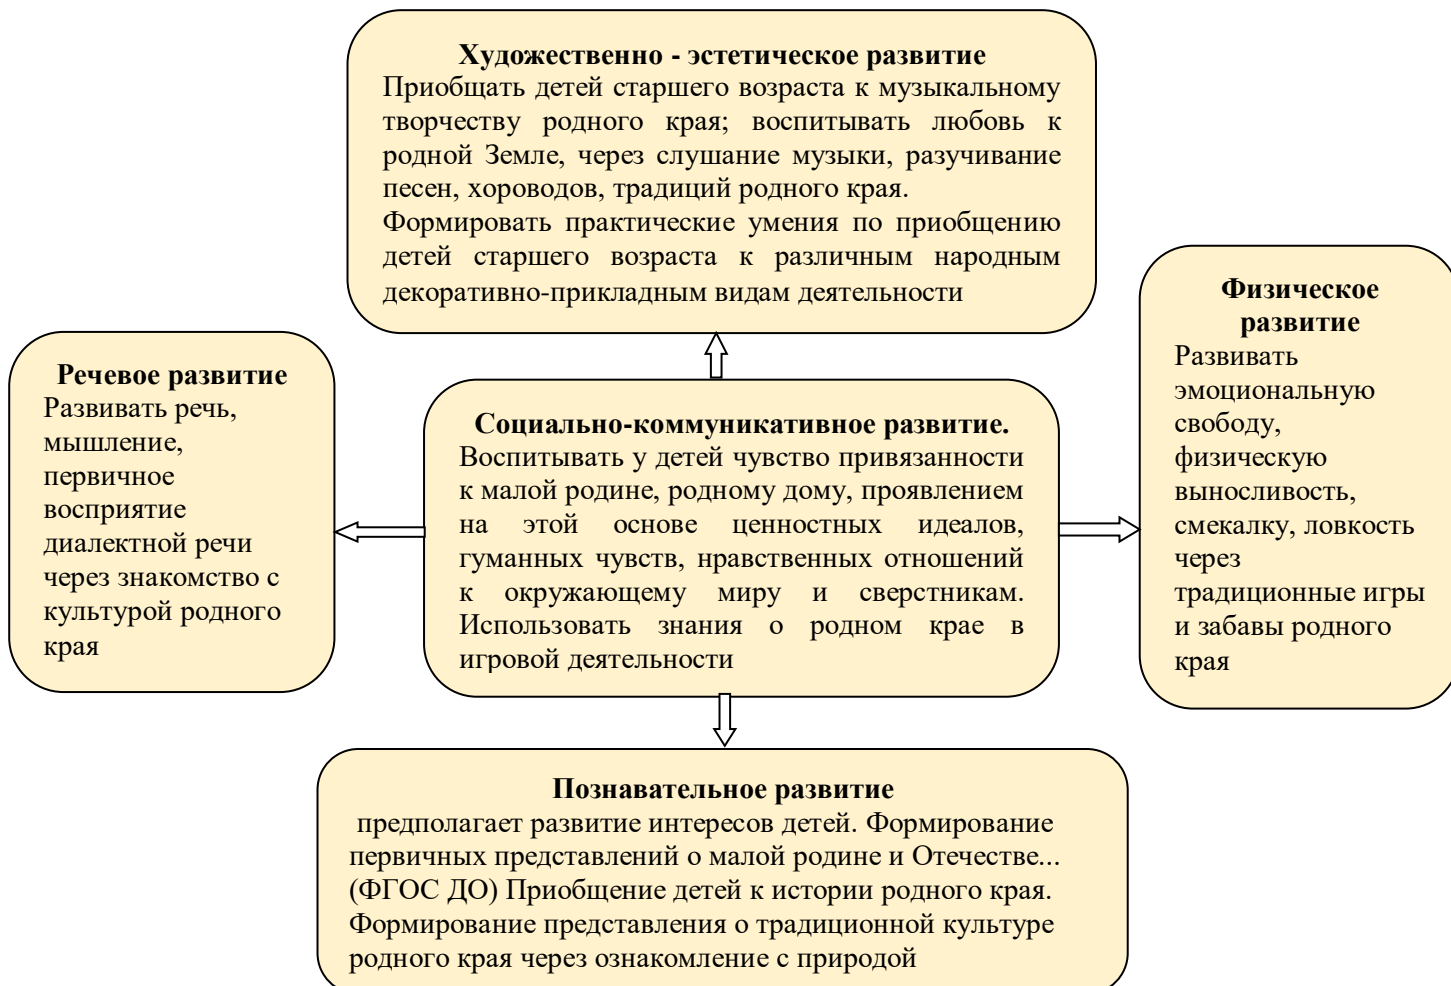 Художественно - эстетическое развитие
Приобщать детей старшего возраста к музыкальному
творчеству родного края; воспитывать любовь к
родной Земле, через слушание музыки, разучивание
песен, хороводов, традиций родного края.
Формировать практические умения по приобщению
детей старшего возраста к различным народным
декоративно-прикладным видам деятельности
Речевое развитие
Развивать речь,
мышление,
первичное
восприятие
диалектной речи
через знакомство с
культурой родного
края
Социально-коммуникативное развитие.
Воспитывать у детей чувство привязанности
к малой родине, родному дому, проявлением
на этой основе ценностных идеалов,
гуманных чувств, нравственных отношений
к окружающему миру и сверстникам.
Использовать знания о родном крае в
игровой деятельности
Физическое
развитие
Развивать
эмоциональную
свободу,
физическую
выносливость,
смекалку, ловкость
через
традиционные игры
и забавы родного
края
Познавательное развитие
предполагает развитие интересов детей. Формирование
первичных представлений о малой родине и Отечестве...
(ФГОС ДО) Приобщение детей к истории родного края.
Формирование представления о традиционной культуре
родного края через ознакомление с природой